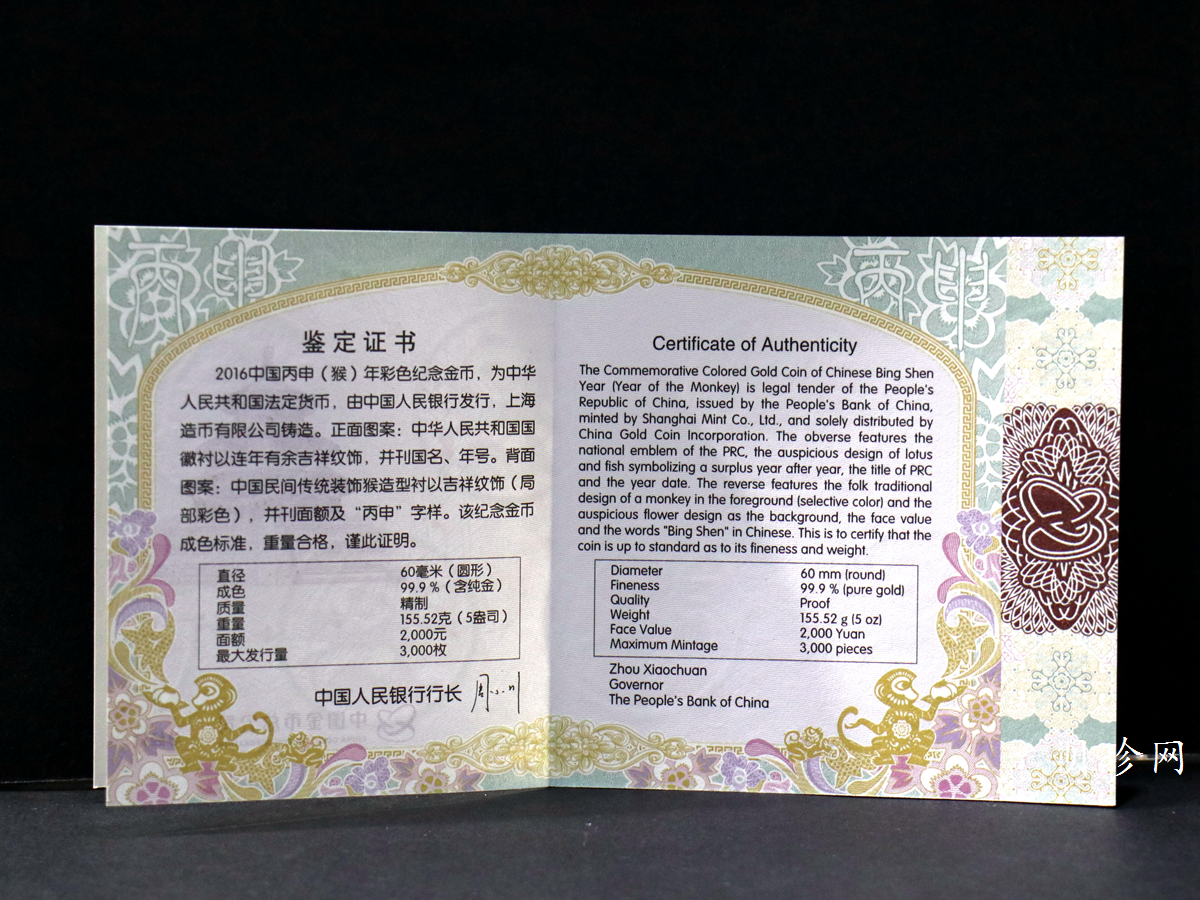 丙申
丙申
鉴定证书
2016中国丙申（猴）年彩色纪念金币，为中华
人民共和国法定货币，由中国人民银行发行，上海
造币有限公司铸造。正面图案：中华人民共和国国
徽衬以连年有余吉祥纹饰，并刊国名、年号。背面
图案：中国民间传统装饰猴造型衬以吉祥纹饰（局
部彩色），并刊面额及“丙申”字样。该纪念金币
成色标准，重量合格，谨此证明。
直径 60毫米（圆形）
成色 99.9％（含纯金）
质量 精制
重量 155.52克（5盎司）
面额 2,000元
最大发行量 3,000枚
中国人民银行行长
Certificate of Authenticity
The Commemorative Colored Gold Coin of Chinese Bing Shen
Year (Year of the Monkey) is legal tender of the People's
Republic of China, issued by the People's Bank of China,
minted by Shanghai Mint Co., Ltd., and solely distributed by
China Gold Coin Incorporation. The obverse features the
national emblem of the PRC, the auspicious design of lotus
and fish symbolizing a surplus year after year, the title of PRC
and the year date. The reverse features the folk traditional
design of a monkey in the foreground (selective color) and the
auspicious flower design as the background, the face value
and the words "Bing Shen" in Chinese. This is to certify that the
coin is up to standard as to its fineness and weight.
Diameter 60 mm (round)
Fineness 99.9 % (pure gold)
Quality Proof
Weight 155.52 g (5 oz)
Face Value 2,000 Yuan
Maximum Mintage 3,000 pieces
Zhou Xiaochuan
Governor
The People's Bank of China
诊网